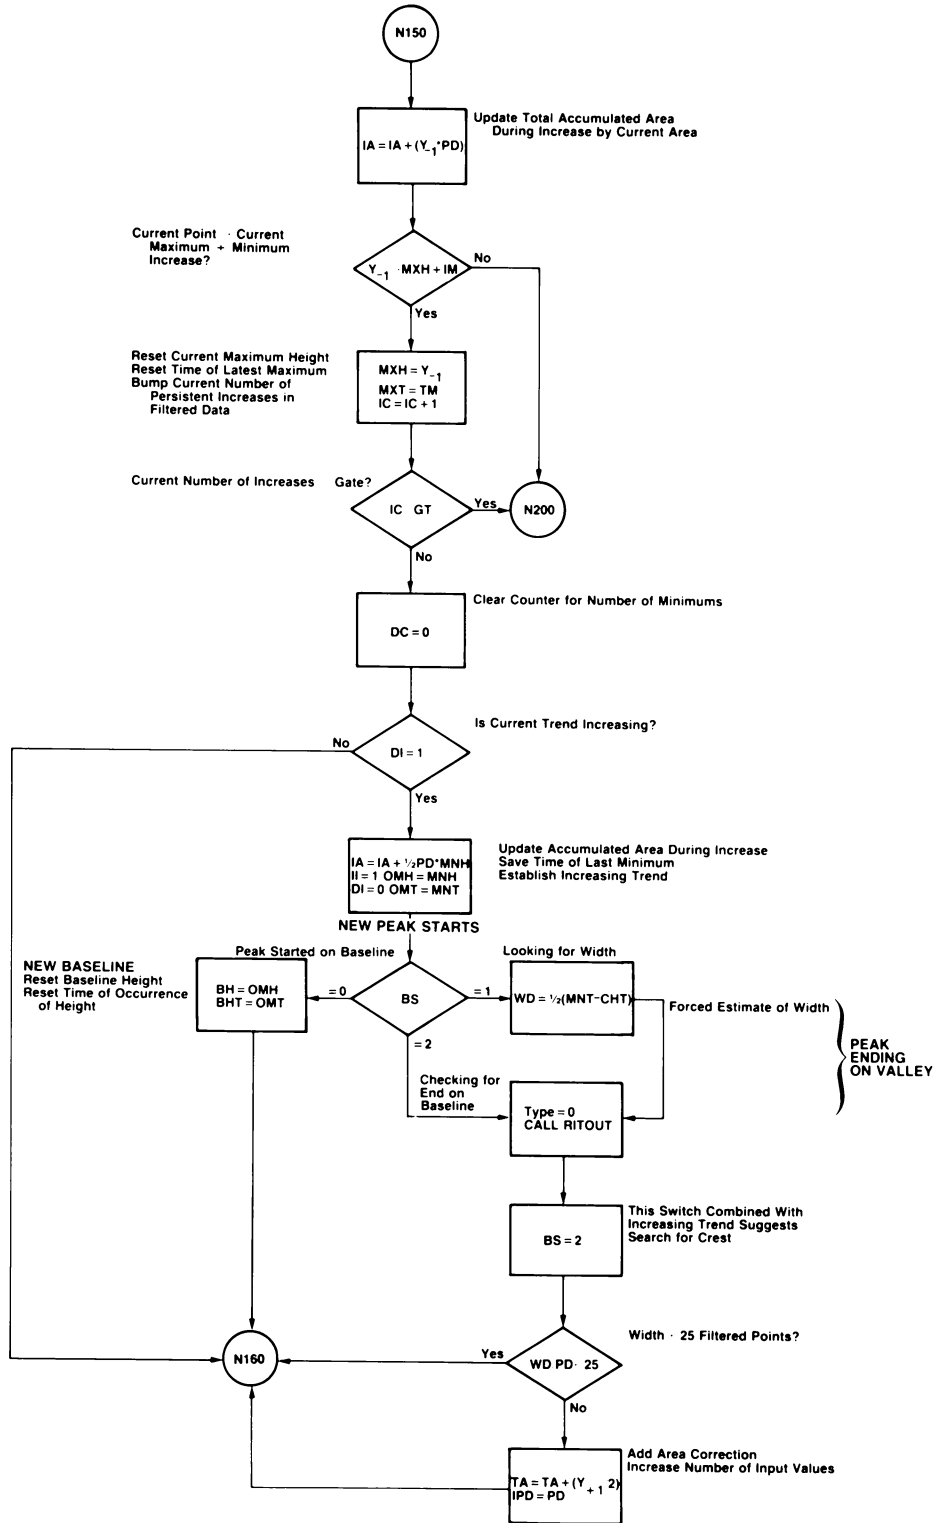 N150
Update Total Accumulated Area
During Increase by Current Area
IA = IA + (Y-1*PD)
Current Point · Current
Maximum + Minimum
Increase?
Y-1 · MXH + IM
No
Yes
Reset Current Maximum Height
Reset Time of Latest Maximum
Bump Current Number of
Persistent Increases in
Filtered Data
MXH = Y-1
MXT = TM
IC = IC + 1
Current Number of Increases Gate?
IC GT
Yes
N200
No
Clear Counter for Number of Minimums
DC = 0
Is Current Trend Increasing?
No
DI = 1
Yes
IA = IA + ½PD*MNH
II = 1 OMH = MNH
DI = 0 OMT = MNT
Update Accumulated Area During Increase
Save Time of Last Minimum
Establish Increasing Trend
NEW PEAK STARTS
Peak Started on Baseline
Looking for Width
NEW BASELINE
Reset Baseline Height
Reset Time of Occurrence
of Height
BH = OMH
BHT = OMT
= 0
BS
= 1
WD = ½(MNT-CHT)
Forced Estimate of Width
= 2
PEAK
ENDING
ON VALLEY
Checking for
End on
Baseline
Type = 0
CALL RITOUT
BS = 2
This Switch Combined With
Increasing Trend Suggests
Search for Crest
Width · 25 Filtered Points?
N160
Yes
WD PD · 25
No
Add Area Correction
Increase Number of Input Values
TA = TA + (Y+1 2)
IPD = PD